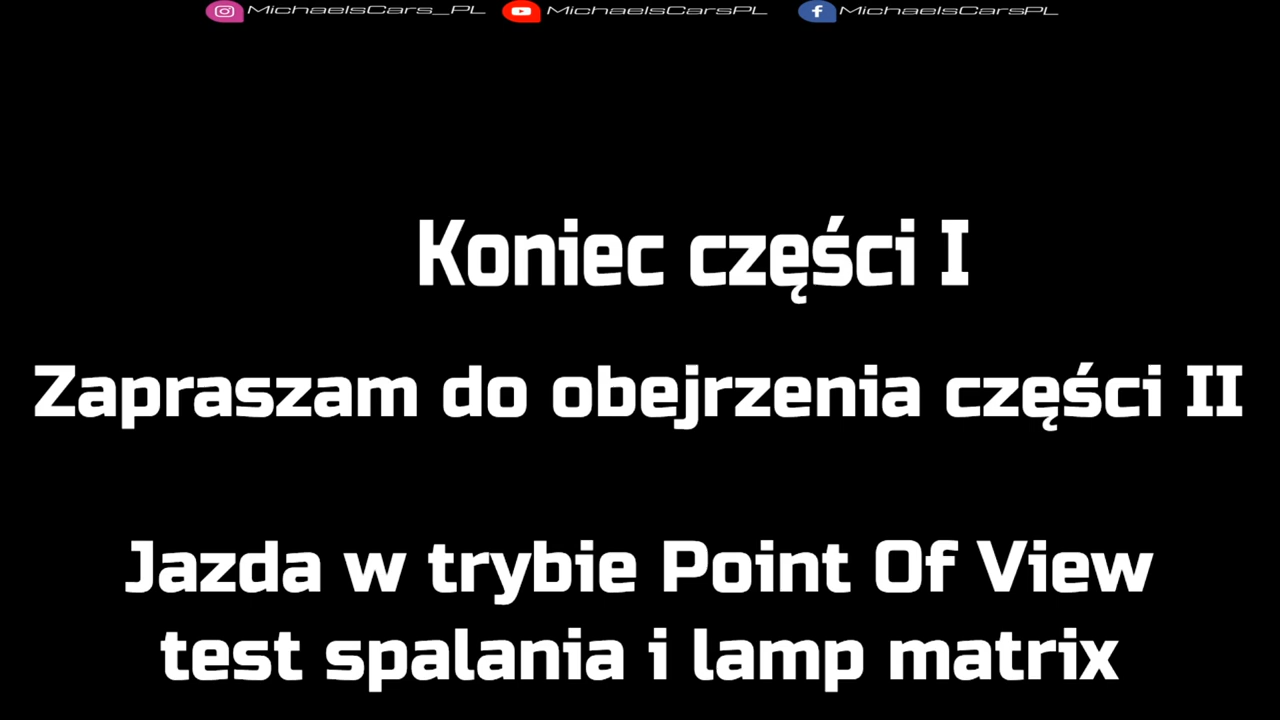 MichaelsCars_PL MichaelsCarsPL MichaelsCarsPL
Koniec części I
Zapraszam do obejrzenia części II
Jazda w trybie Point Of View
test spalania i lamp matrix